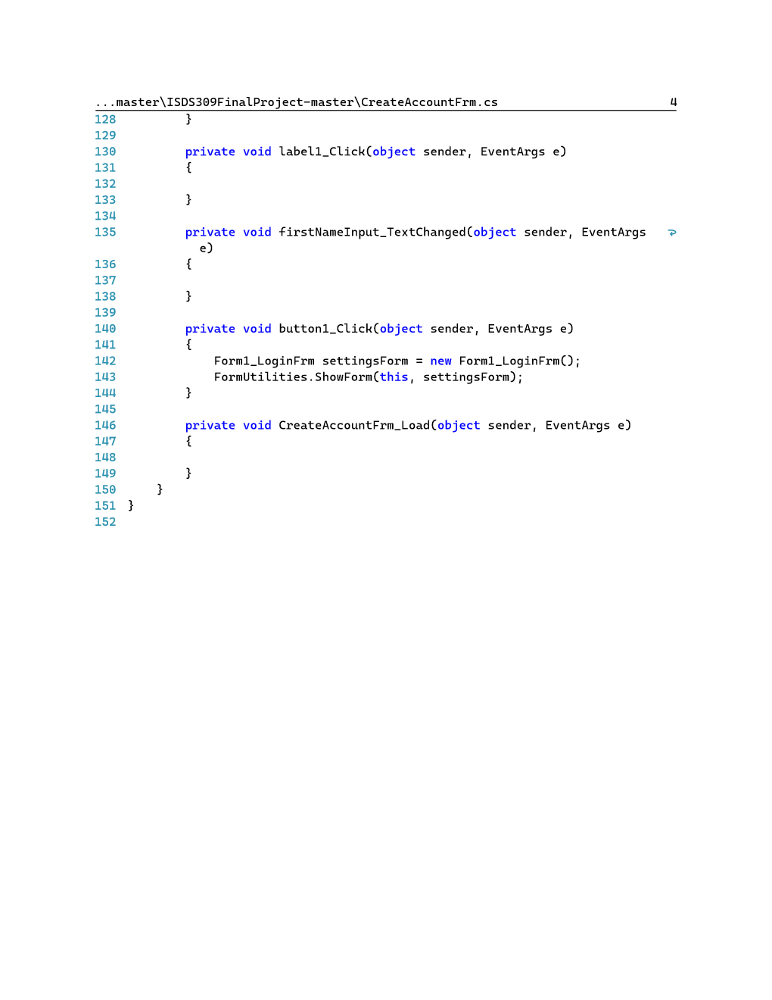 ...master\ISDS309FinalProject-master\CreateAccountFrm.cs 4
128         }
129
130         private void label1_Click(object sender, EventArgs e)
131         {
132
133         }
134
135         private void firstNameInput_TextChanged(object sender, EventArgs ⮐
              e)
136         {
137
138         }
139
140         private void button1_Click(object sender, EventArgs e)
141         {
142             Form1_LoginFrm settingsForm = new Form1_LoginFrm();
143             FormUtilities.ShowForm(this, settingsForm);
144         }
145
146         private void CreateAccountFrm_Load(object sender, EventArgs e)
147         {
148
149         }
150     }
151 }
152